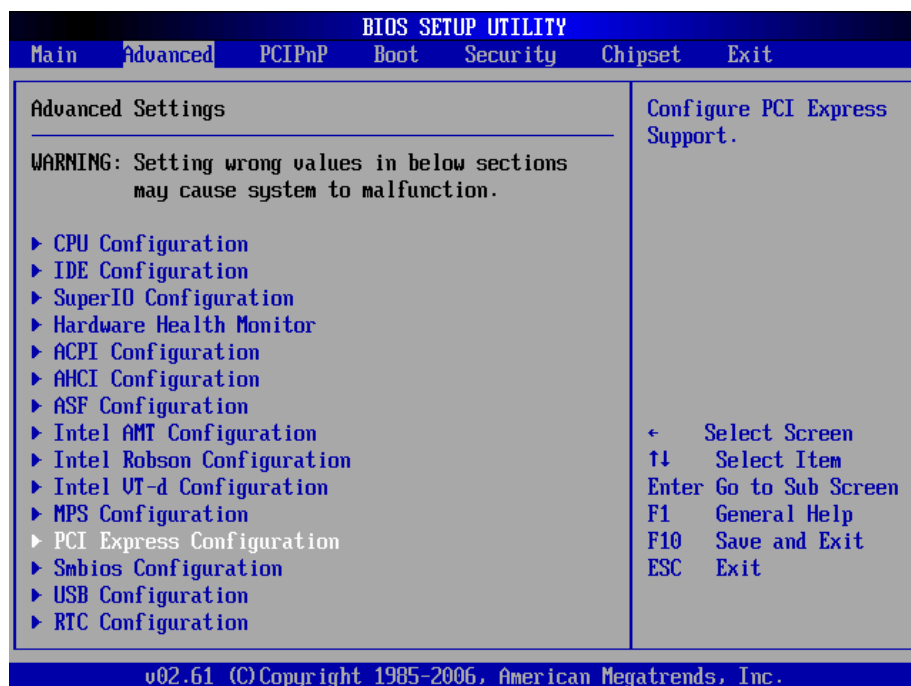 BIOS SETUP UTILITY
Main Advanced PCIPnP Boot Security Chipset Exit
Advanced Settings
WARNING: Setting wrong values in below sections
may cause system to malfunction.
▶ CPU Configuration
▶ IDE Configuration
▶ SuperIO Configuration
▶ Hardware Health Monitor
▶ ACPI Configuration
▶ AHCI Configuration
▶ ASF Configuration
▶ Intel AMT Configuration
▶ Intel Robson Configuration
▶ Intel VT-d Configuration
▶ MPS Configuration
▶ PCI Express Configuration
▶ Smbios Configuration
▶ USB Configuration
▶ RTC Configuration
Configure PCI Express
Support.
← Select Screen
↑↓ Select Item
Enter Go to Sub Screen
F1 General Help
F10 Save and Exit
ESC Exit
v02.61 (C)Copyright 1985-2006, American Megatrends, Inc.